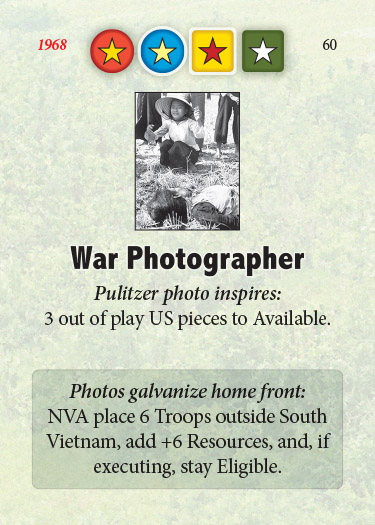 1968 60
War Photographer
Pulitzer photo inspires:
3 out of play US pieces to Available.
Photos galvanize home front:
NVA place 6 Troops outside South
Vietnam, add +6 Resources, and, if
executing, stay Eligible.